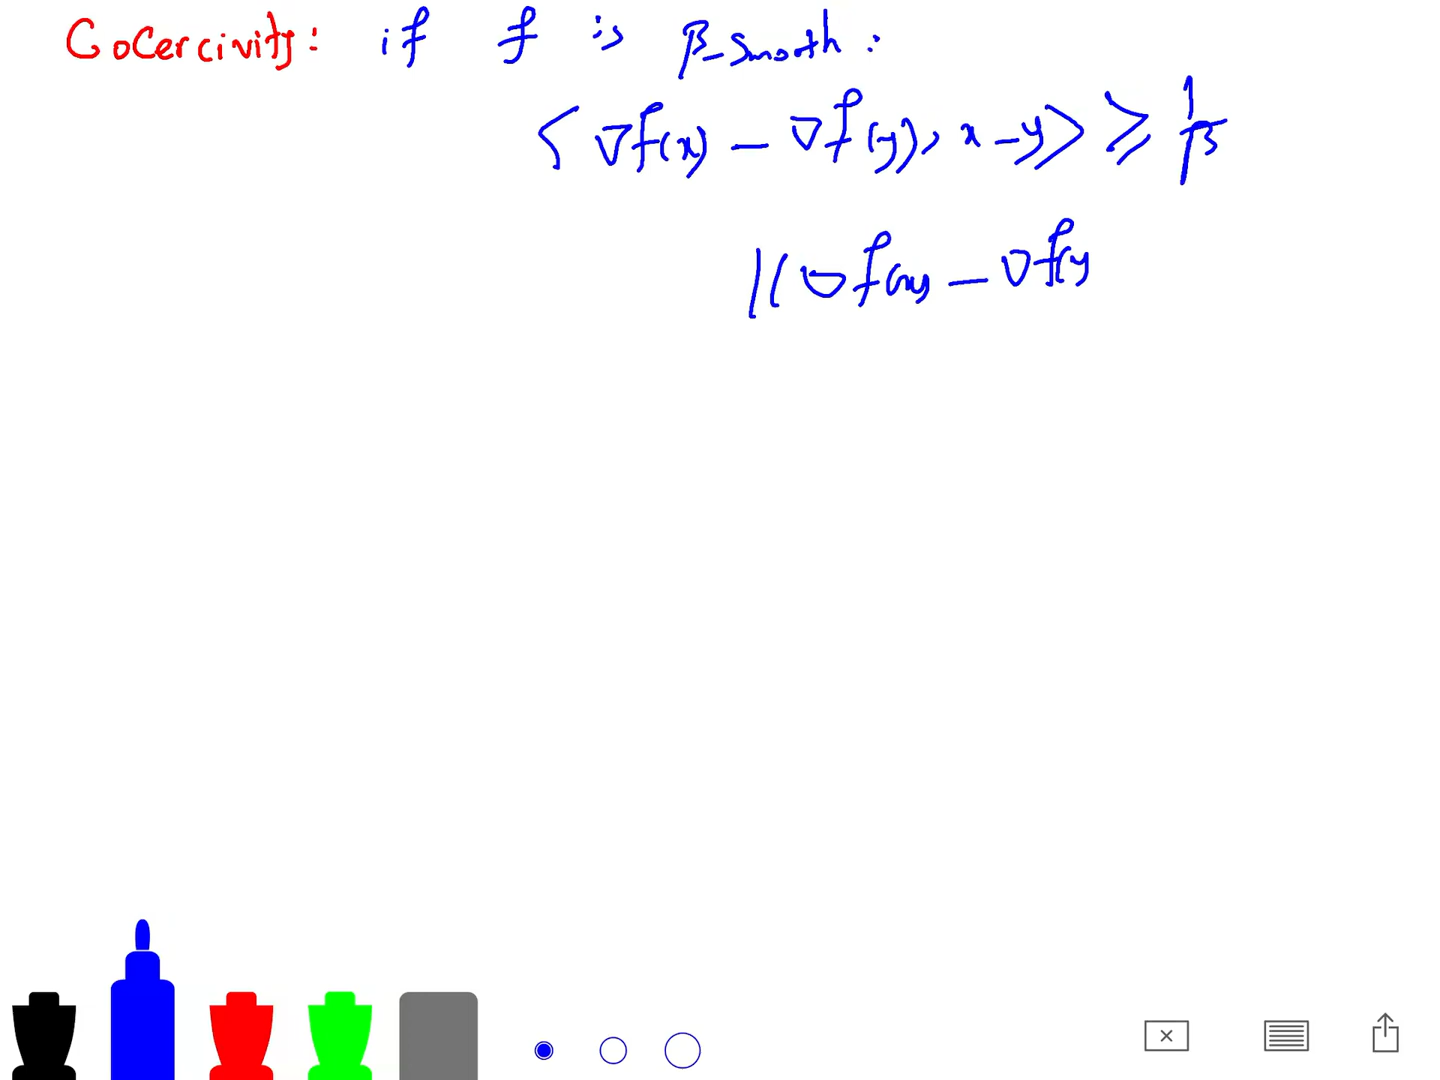 CoCercivity: if f is β-smooth:
< ∇f(x) - ∇f(y), x-y> ≥ 1/β
||∇f(x) - ∇f(y